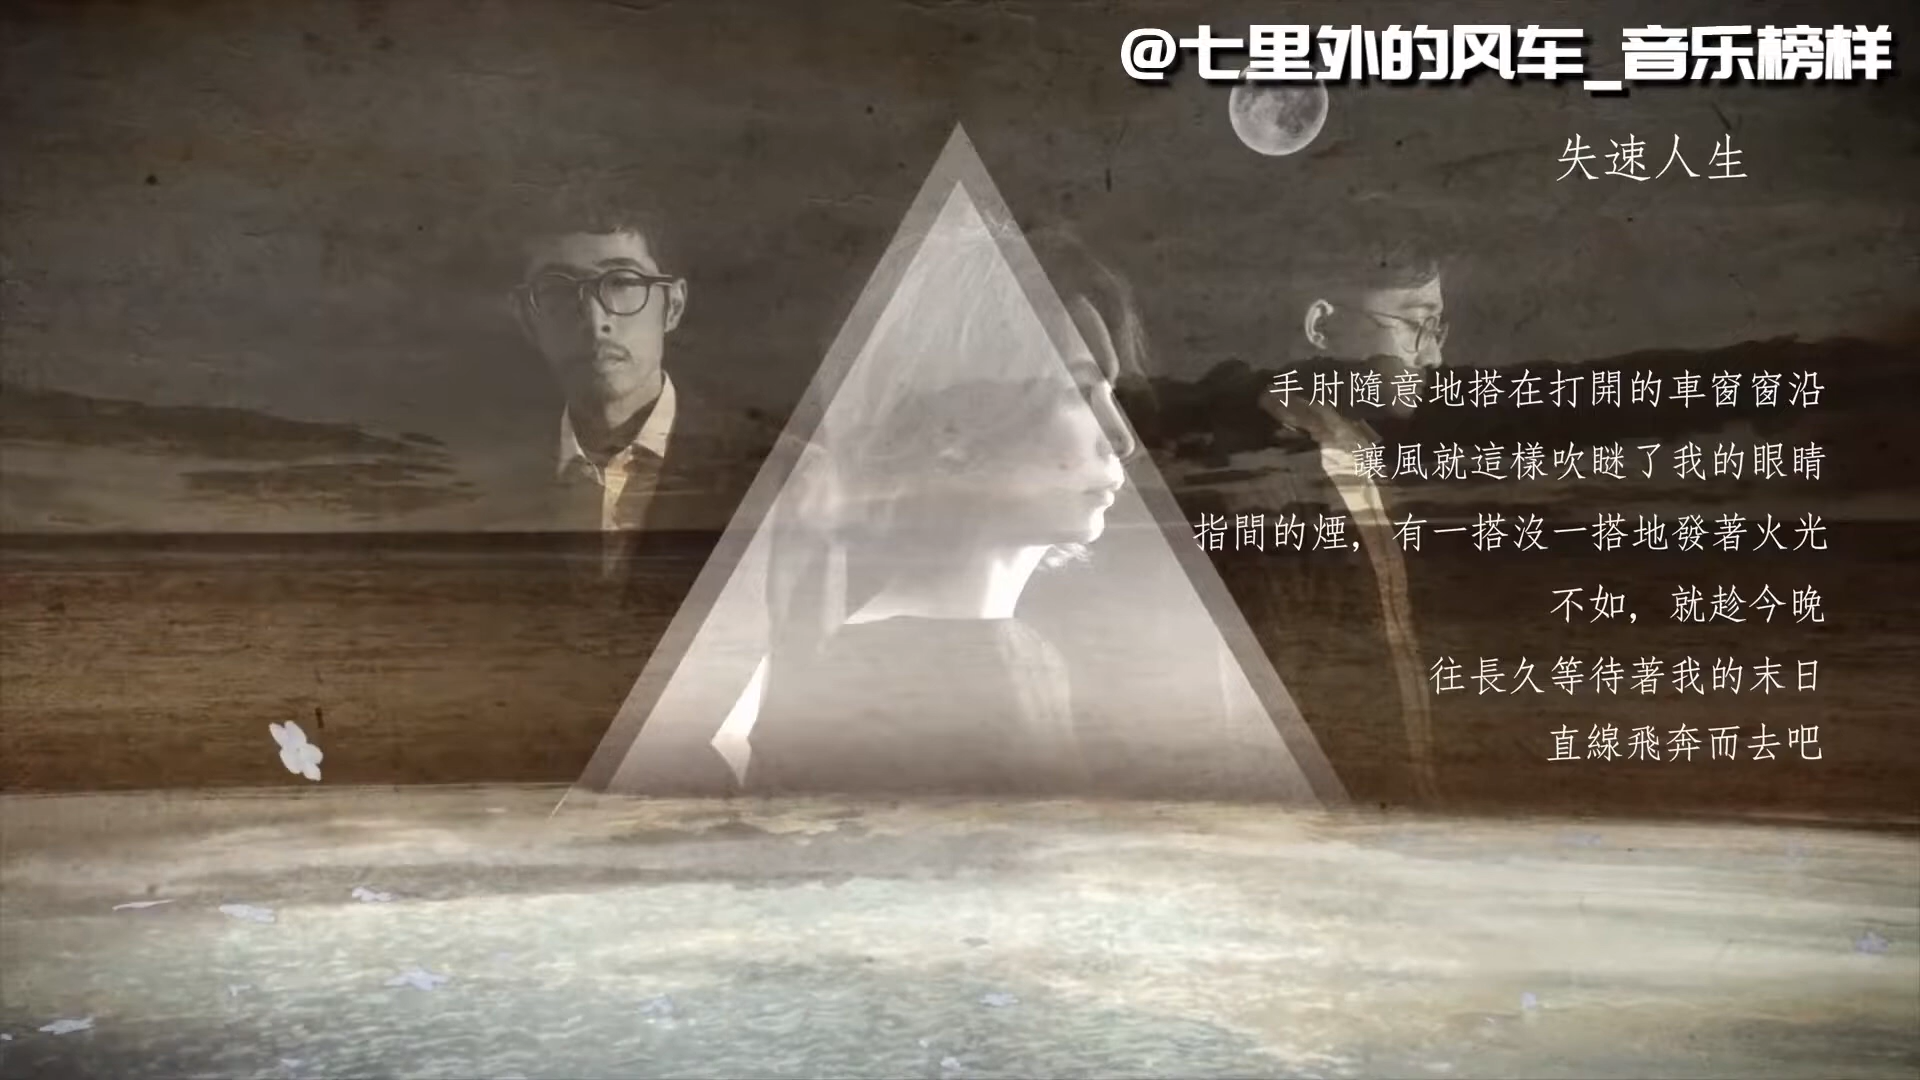 @七里外的风车_音乐榜样
失速人生
手肘隨意地搭在打開的車窗窗沿
讓風就這樣吹瞇了我的眼睛
指間的煙，有一搭沒一搭地發著火光
不如，就趁今晚
往長久等待著我的末日
直線飛奔而去吧